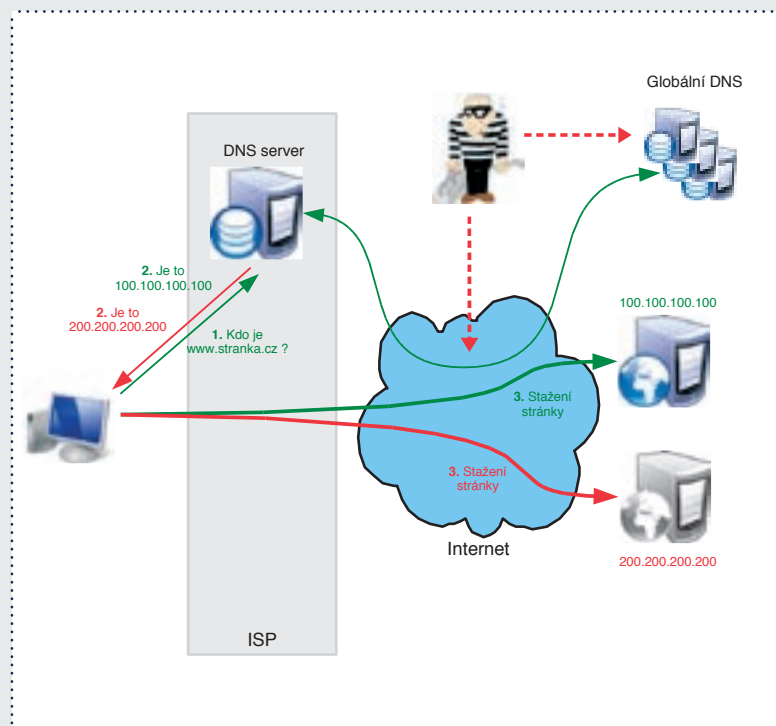 Globální DNS
DNS server
2. Je to
100.100.100.100
2. Je to
200.200.200.200
1. Kdo je
www.stranka.cz ?
100.100.100.100
3. Stažení
stránky
3. Stažení
stránky
Internet
200.200.200.200
ISP